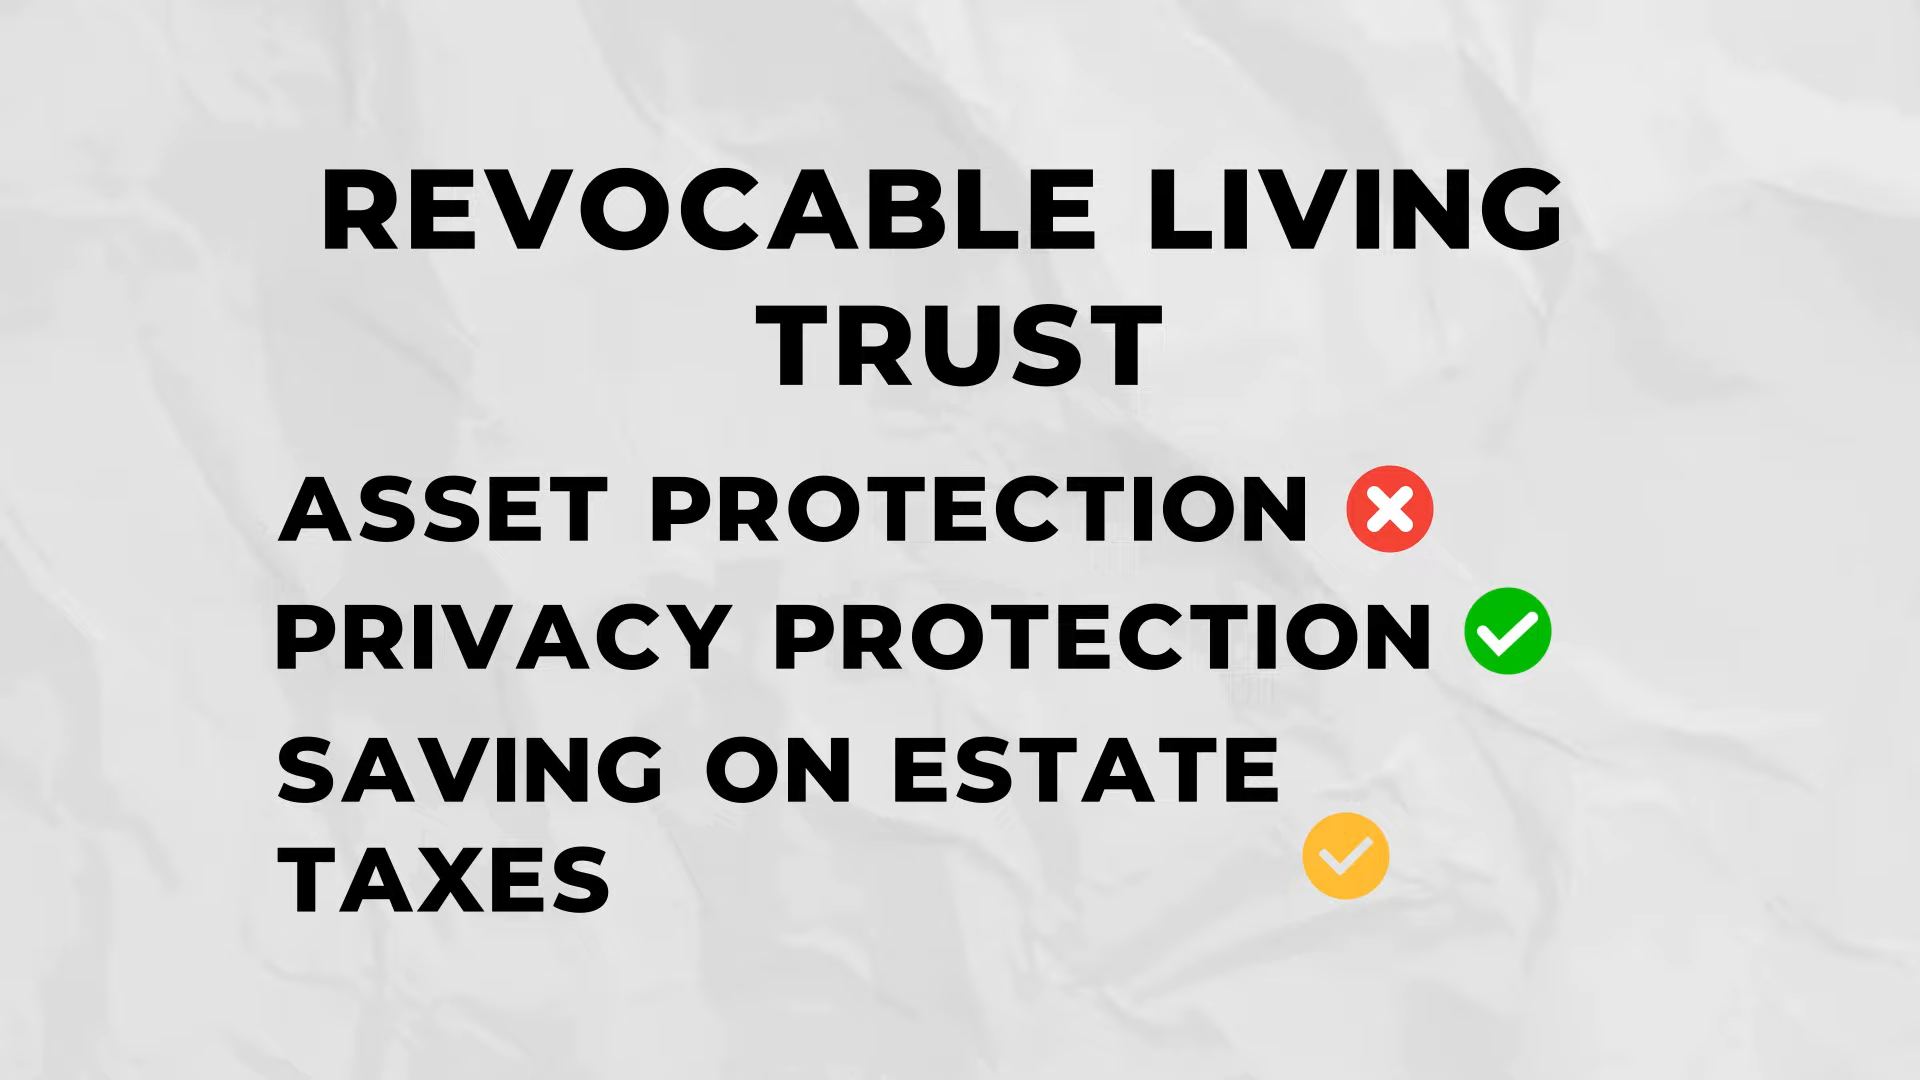 REVOCABLE LIVING
TRUST
ASSET PROTECTION
PRIVACY PROTECTION
SAVING ON ESTATE
TAXES